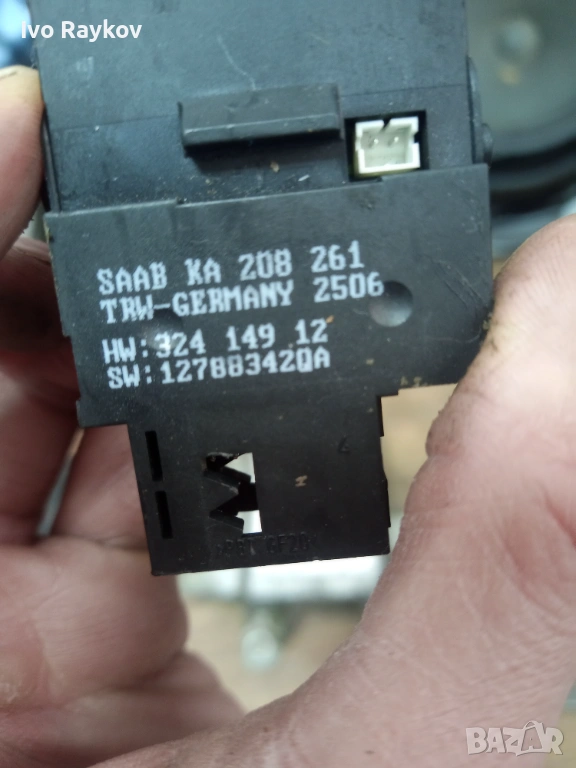 Ivo Raykov
SAAB KA 208 261
TRW-GERMANY 2506
HW:324 149 12
SW:12788342QA
bazar